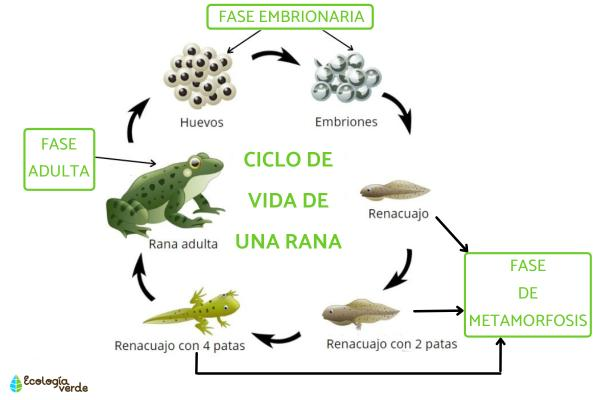 FASE EMBRIONARIA
Huevos
Embriones
FASE
ADULTA
CICLO DE
VIDA DE
UNA RANA
Renacuajo
Rana adulta
FASE
DE
METAMORFOSIS
Renacuajo con 4 patas
Renacuajo con 2 patas
Ecología
verde